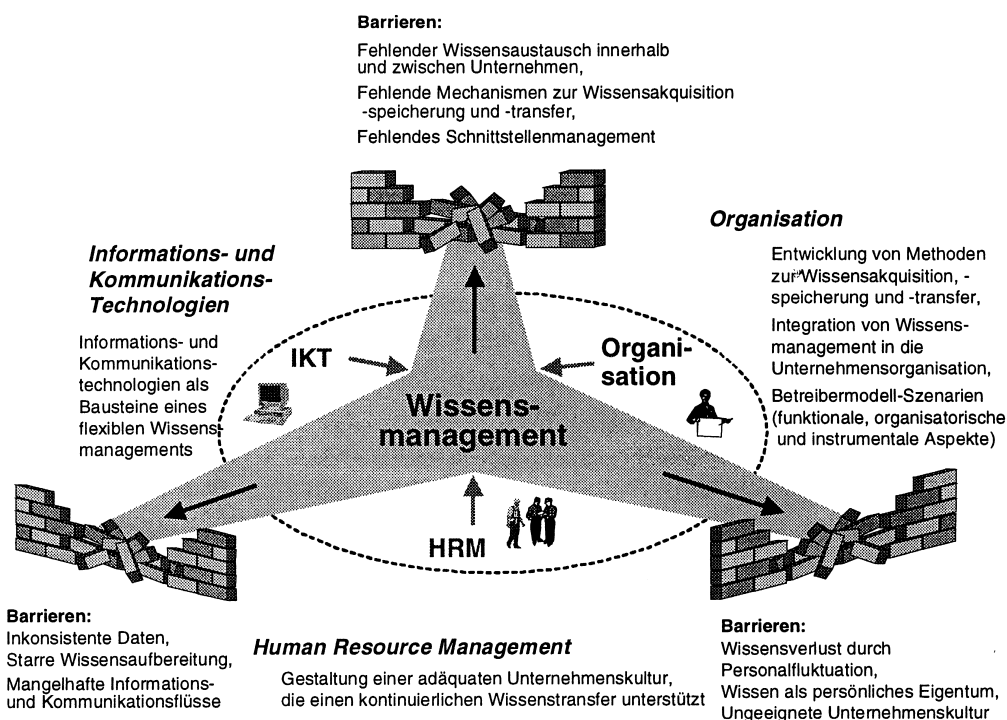 Barrieren:
Fehlender Wissensaustausch innerhalb
und zwischen Unternehmen,
Fehlende Mechanismen zur Wissensakquisition
-speicherung und -transfer,
Fehlendes Schnittstellenmanagement
Organisation
Entwicklung von Methoden
zur Wissensakquisition, -
speicherung und -transfer,
Integration von Wissens-
management in die
Unternehmensorganisation,
Betreibermodell-Szenarien
(funktionale, organisatorische
und instrumentale Aspekte)
Informations- und
Kommunikations-
Technologien
Informations- und
Kommunikations-
technologien als
Bausteine eines
flexiblen Wissens-
managements
IKT
Organi-
sation
Wissens-
management
HRM
Barrieren:
Inkonsistente Daten,
Starre Wissensaufbereitung,
Mangelhafte Informations-
und Kommunikationsflüsse
Human Resource Management
Gestaltung einer adäquaten Unternehmenskultur,
die einen kontinuierlichen Wissenstransfer unterstützt
Barrieren:
Wissensverlust durch
Personalfluktuation,
Wissen als persönliches Eigentum,
Ungeeignete Unternehmenskultur